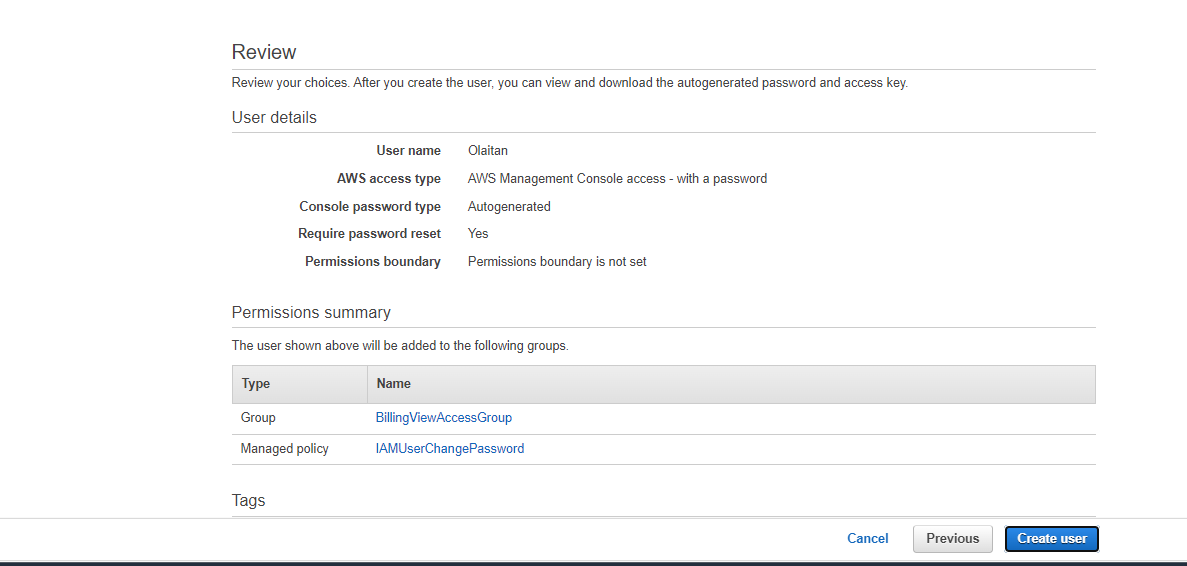 Review
Review your choices. After you create the user, you can view and download the autogenerated password and access key.
User details
User name Olaitan
AWS access type AWS Management Console access - with a password
Console password type Autogenerated
Require password reset Yes
Permissions boundary Permissions boundary is not set
Permissions summary
The user shown above will be added to the following groups.
Type Name
Group BillingViewAccessGroup
Managed policy IAMUserChangePassword
Tags
Cancel Previous Create user